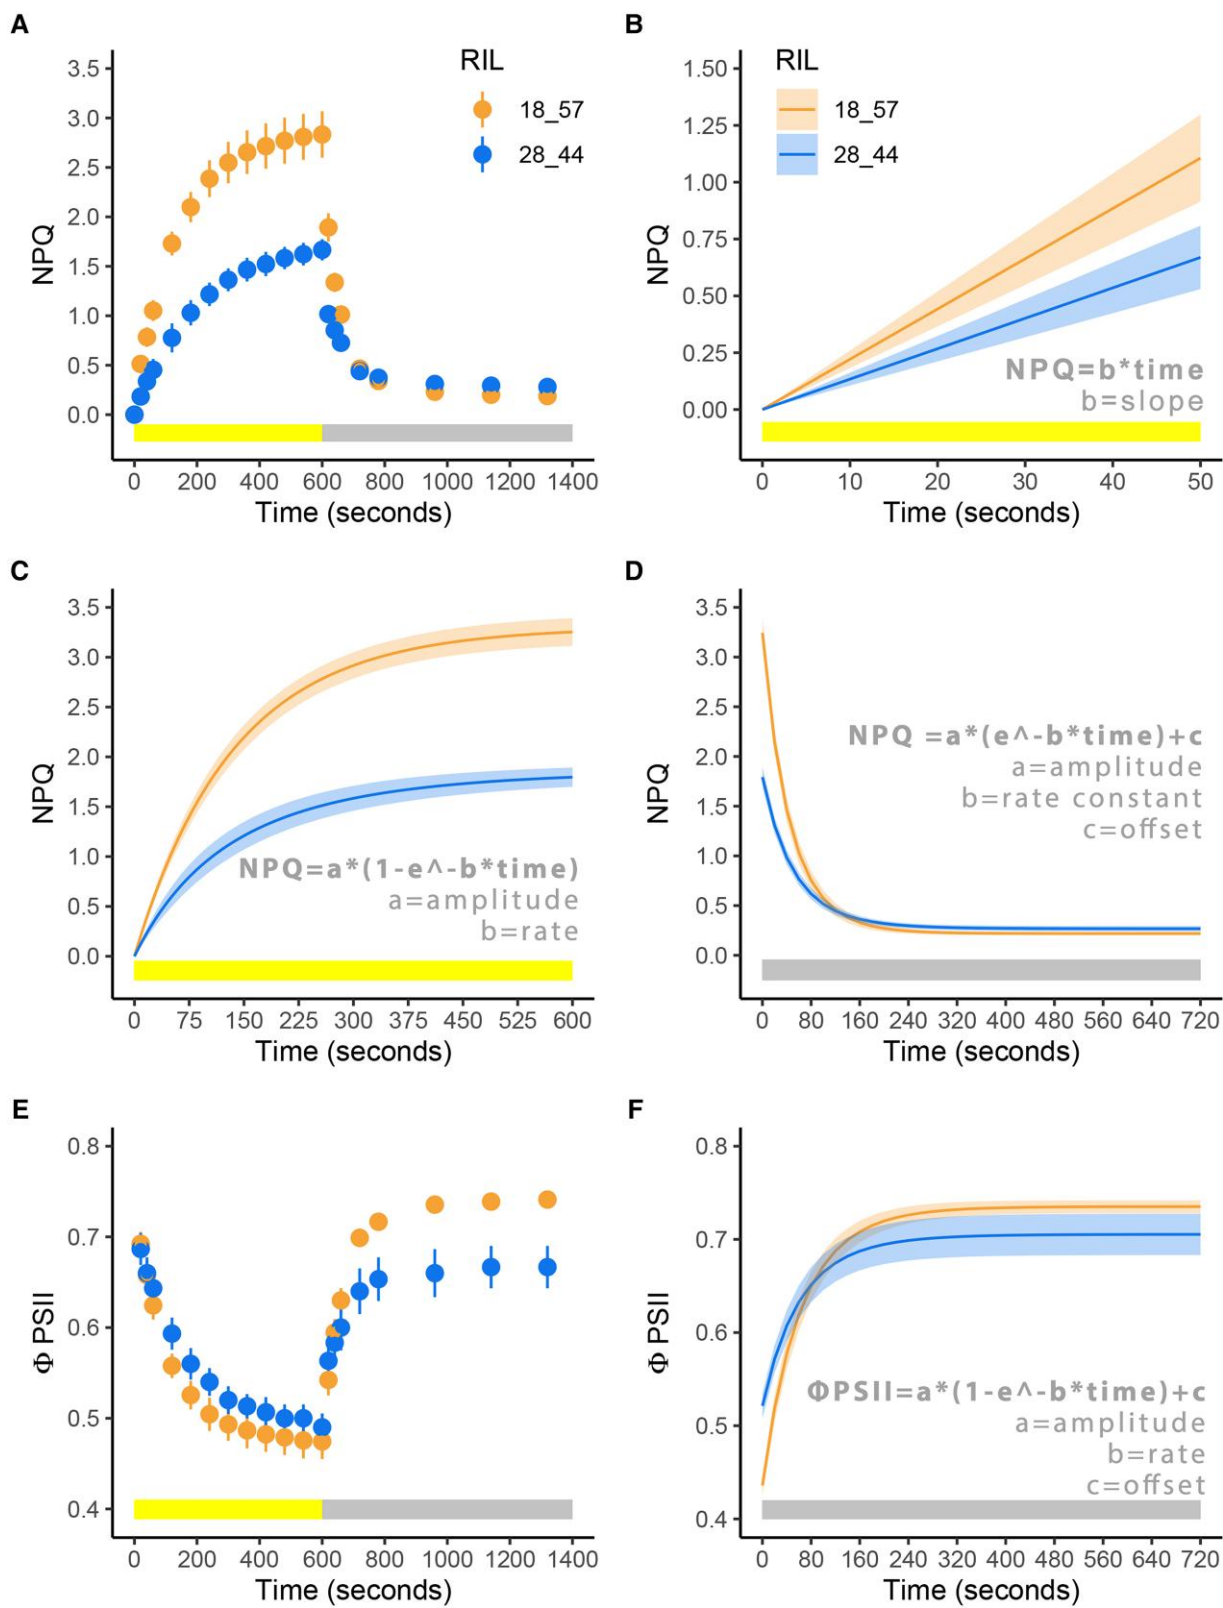 A
RIL
18_57
28_44
NPQ
3.5
3.0
2.5
2.0
1.5
1.0
0.5
0.0
0 200 400 600 800 1000 1200 1400
Time (seconds)
B
RIL
18_57
28_44
NPQ
1.50
1.25
1.00
0.75
0.50
0.25
0.00
NPQ=b*time
b=slope
0 10 20 30 40 50
Time (seconds)
C
NPQ
3.5
3.0
2.5
2.0
1.5
1.0
0.5
0.0
NPQ=a*(1-e^-b*time)
a=amplitude
b=rate
0 75 150 225 300 375 450 525 600
Time (seconds)
D
NPQ
3.5
3.0
2.5
2.0
1.5
1.0
0.5
0.0
NPQ =a*(e^-b*time)+c
a=amplitude
b=rate constant
c=offset
0 80 160 240 320 400 480 560 640 720
Time (seconds)
E
Φ PSII
0.8
0.7
0.6
0.5
0.4
0 200 400 600 800 1000 1200 1400
Time (seconds)
F
Φ PSII
0.8
0.7
0.6
0.5
0.4
ΦPSII=a*(1-e^-b*time)+c
a=amplitude
b=rate
c=offset
0 80 160 240 320 400 480 560 640 720
Time (seconds)